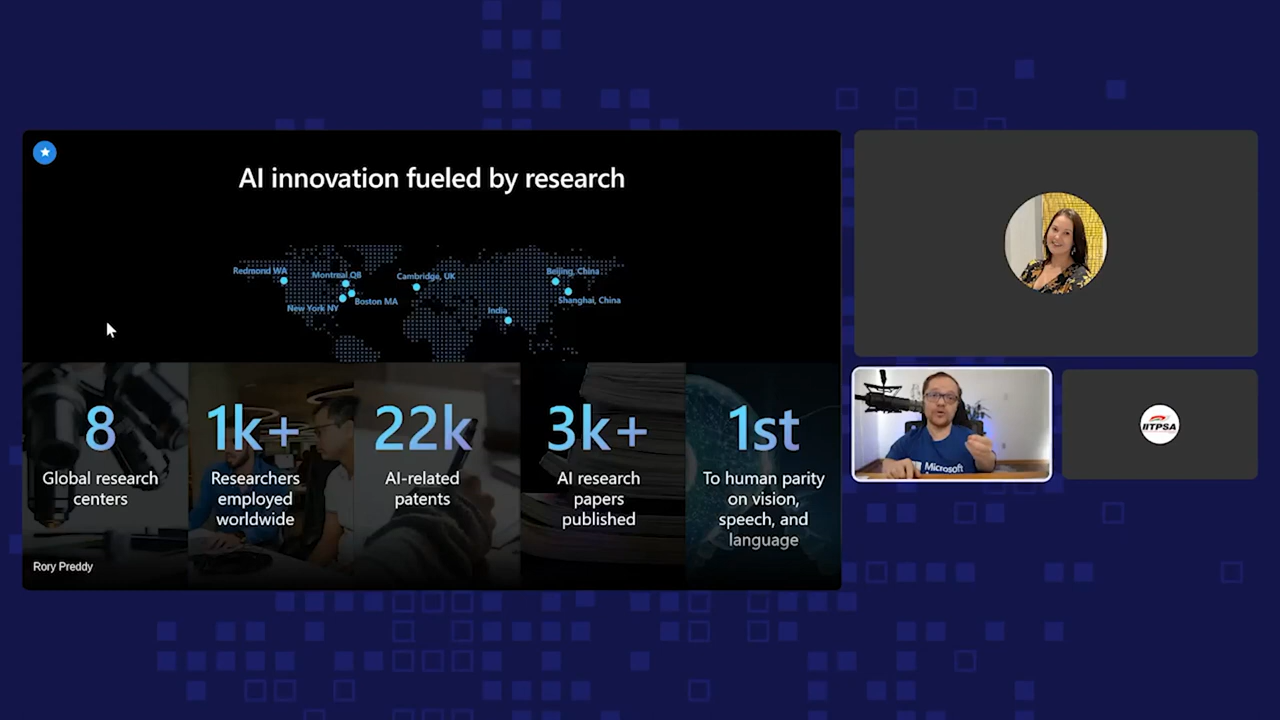 AI innovation fueled by research
Redmond WA
Montreal QB
Cambridge, UK
Beijing, China
New York NY
Boston MA
India
Shanghai, China
8
Global research
centers
1k+
Researchers
employed
worldwide
22k
AI-related
patents
3k+
AI research
papers
published
1st
To human parity
on vision,
speech, and
language
Rory Preddy
Microsoft
IITPSA